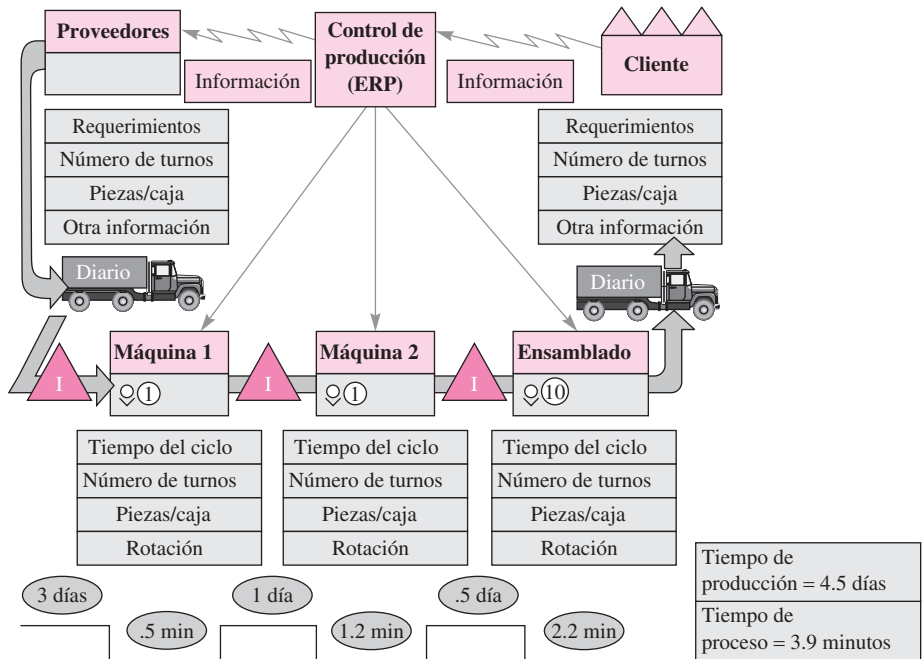 Proveedores
Control de
producción
(ERP)
Cliente
Información
Información
Requerimientos
Número de turnos
Piezas/caja
Otra información
Requerimientos
Número de turnos
Piezas/caja
Otra información
Diario
Diario
I
Máquina 1
1
I
Máquina 2
1
I
Ensamblado
10
Tiempo del ciclo
Número de turnos
Piezas/caja
Rotación
Tiempo del ciclo
Número de turnos
Piezas/caja
Rotación
Tiempo del ciclo
Número de turnos
Piezas/caja
Rotación
3 días
.5 min
1 día
1.2 min
.5 día
2.2 min
Tiempo de
producción = 4.5 días
Tiempo de
proceso = 3.9 minutos